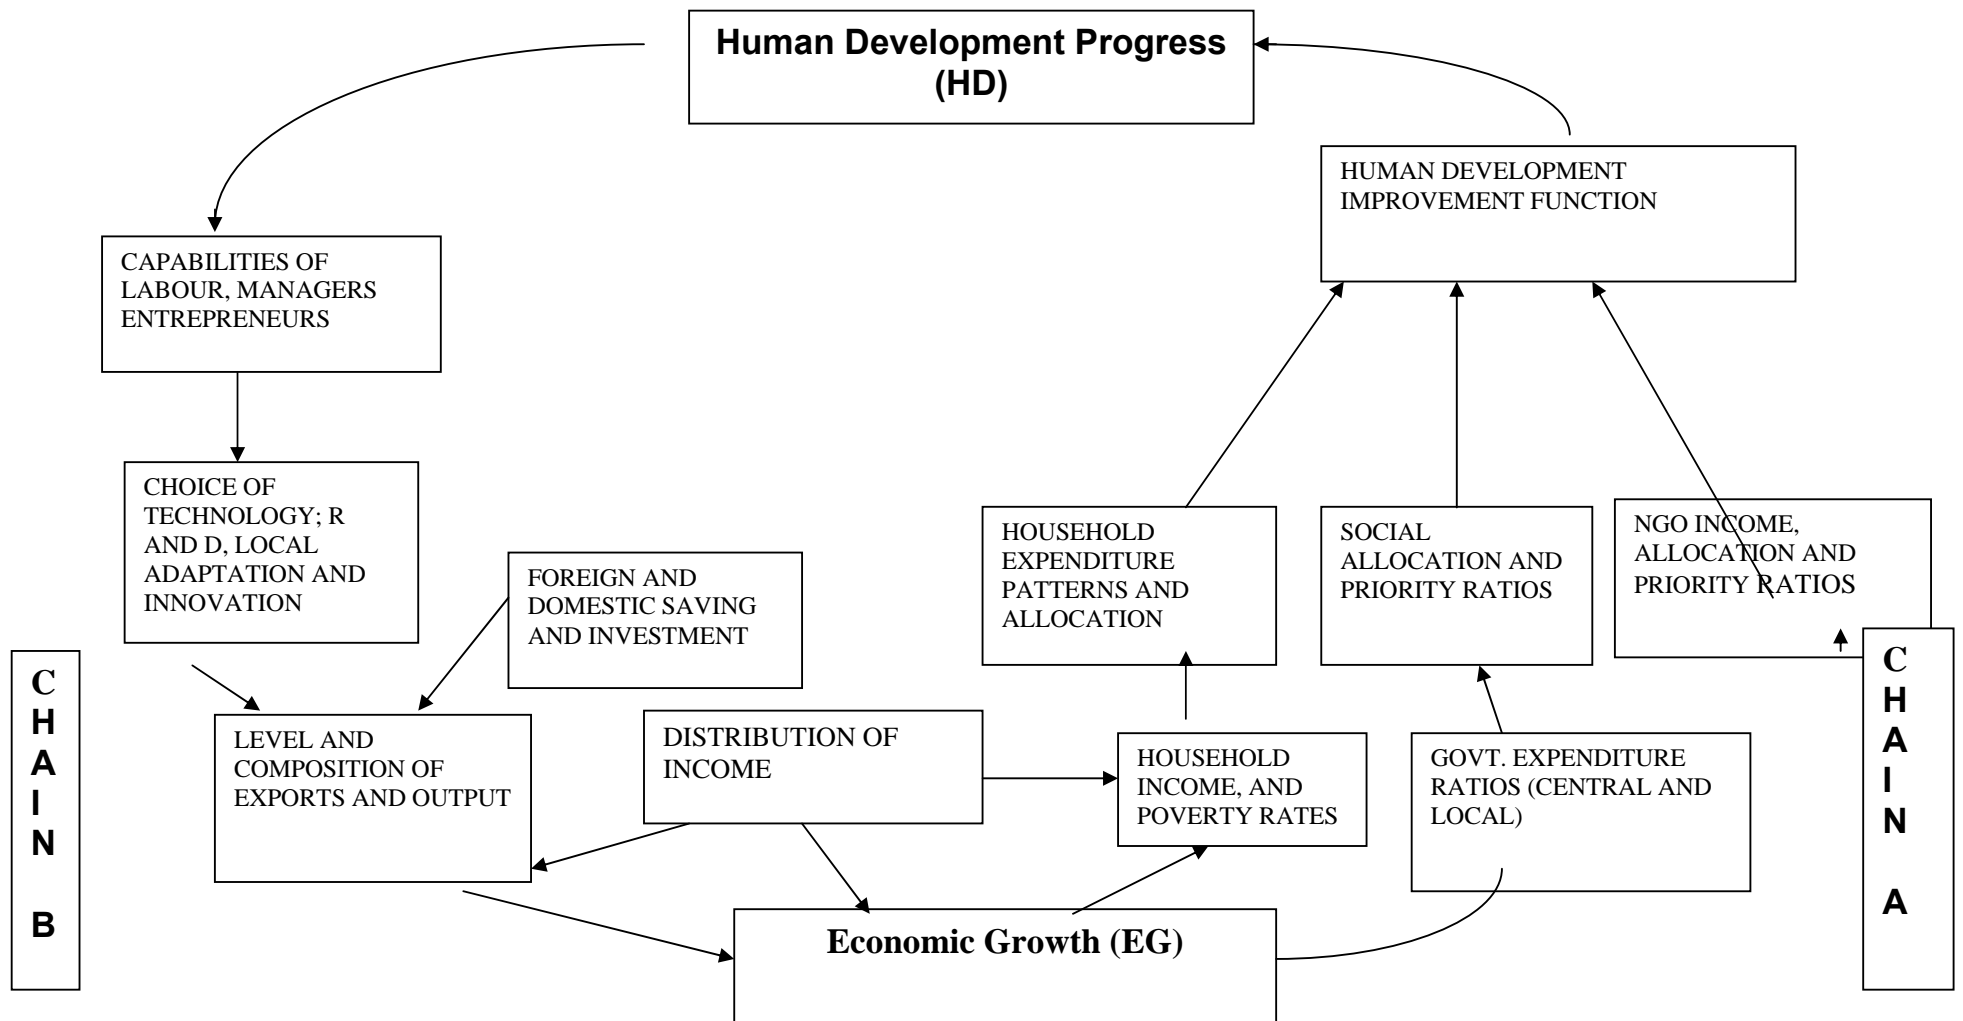 Human Development Progress
(HD)
HUMAN DEVELOPMENT
IMPROVEMENT FUNCTION
CAPABILITIES OF
LABOUR, MANAGERS
ENTREPRENEURS
CHOICE OF
TECHNOLOGY; R
AND D, LOCAL
ADAPTATION AND
INNOVATION
FOREIGN AND
DOMESTIC SAVING
AND INVESTMENT
HOUSEHOLD
EXPENDITURE
PATTERNS AND
ALLOCATION
SOCIAL
ALLOCATION AND
PRIORITY RATIOS
NGO INCOME,
ALLOCATION AND
PRIORITY RATIOS
C
H
A
I
N
B
LEVEL AND
COMPOSITION OF
EXPORTS AND OUTPUT
DISTRIBUTION OF
INCOME
HOUSEHOLD
INCOME, AND
POVERTY RATES
GOVT. EXPENDITURE
RATIOS (CENTRAL AND
LOCAL)
C
H
A
I
N
A
Economic Growth (EG)